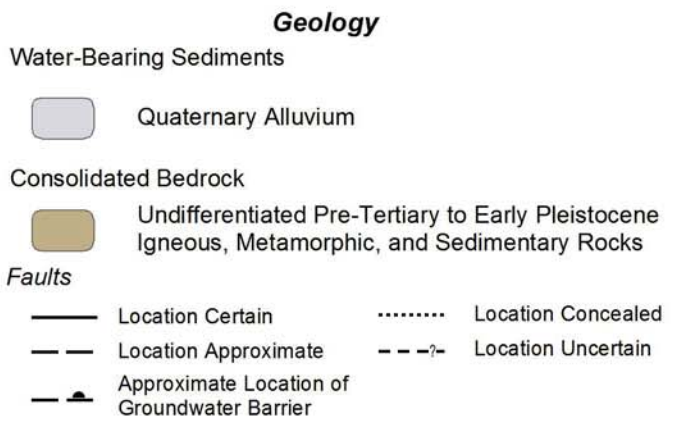 Geology
Water-Bearing Sediments
Quaternary Alluvium
Consolidated Bedrock
Undifferentiated Pre-Tertiary to Early Pleistocene
Igneous, Metamorphic, and Sedimentary Rocks
Faults
Location Certain
Location Concealed
Location Approximate
?
Location Uncertain
Approximate Location of
Groundwater Barrier